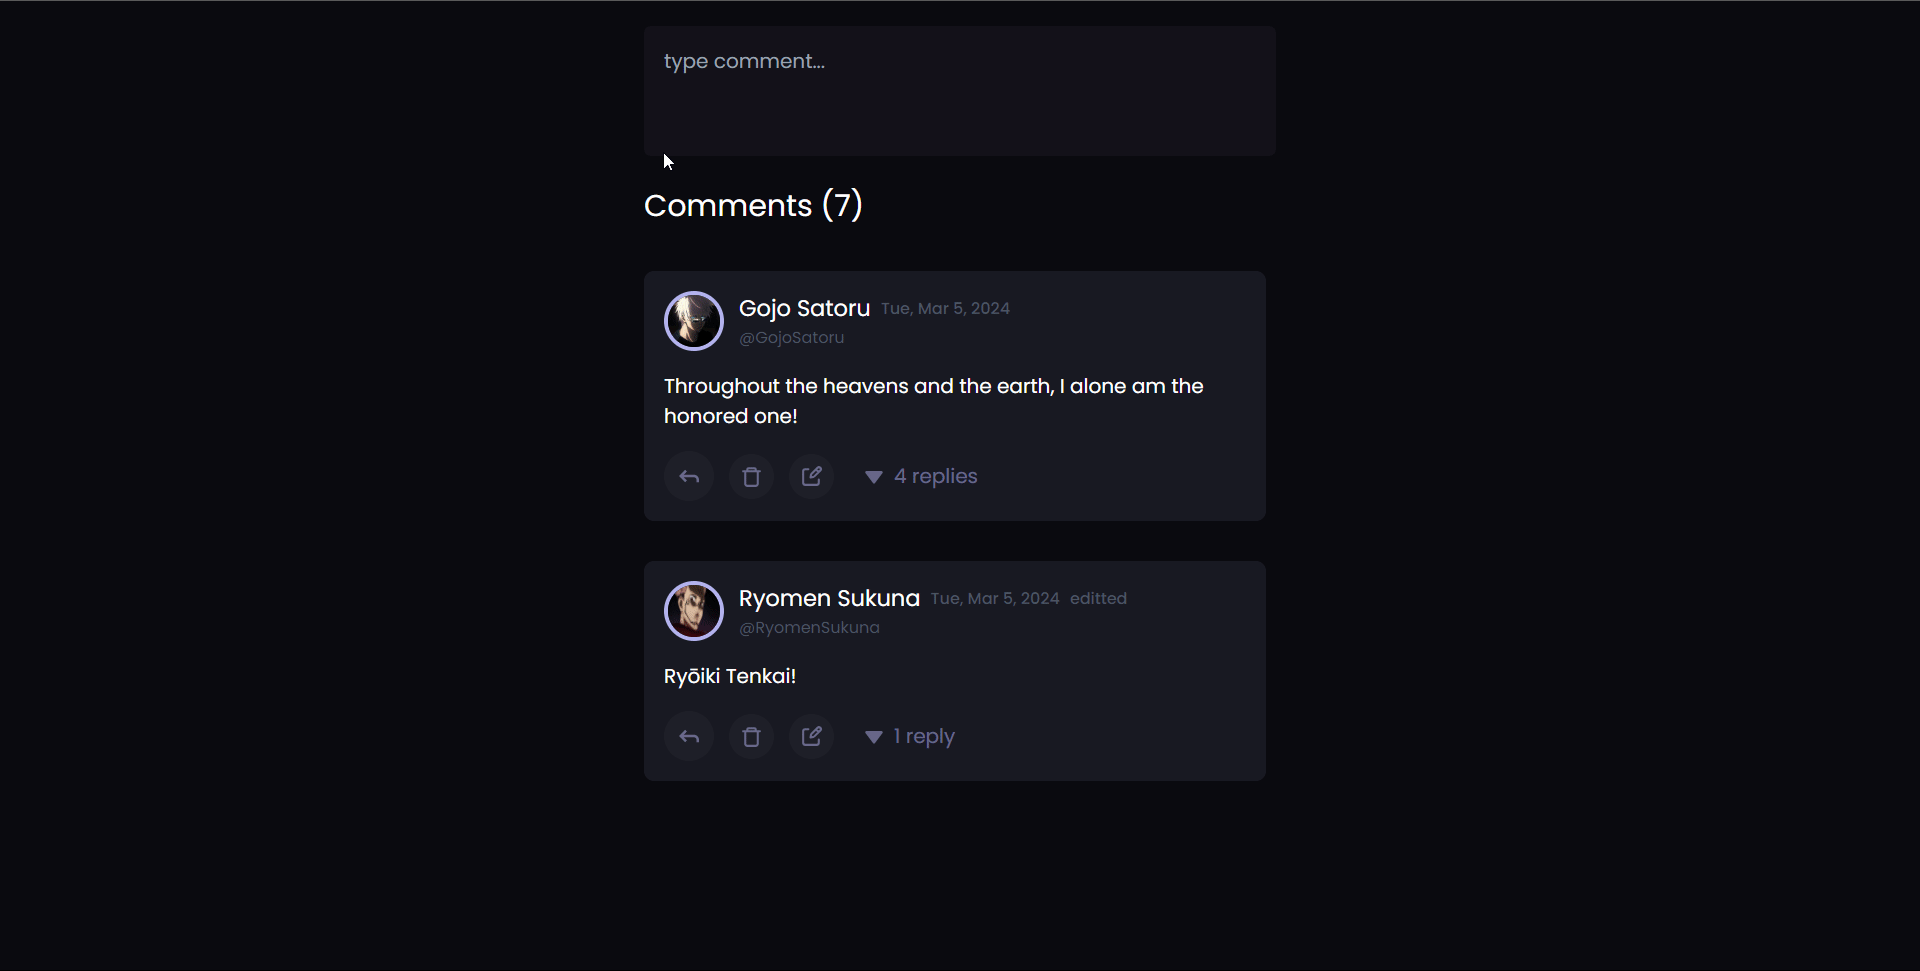 type comment...
Comments (7)
Gojo Satoru Tue, Mar 5, 2024
@GojoSatoru
Throughout the heavens and the earth, I alone am the
honored one!
4 replies
Ryomen Sukuna Tue, Mar 5, 2024 editted
@RyomenSukuna
Ryōiki Tenkai!
1 reply